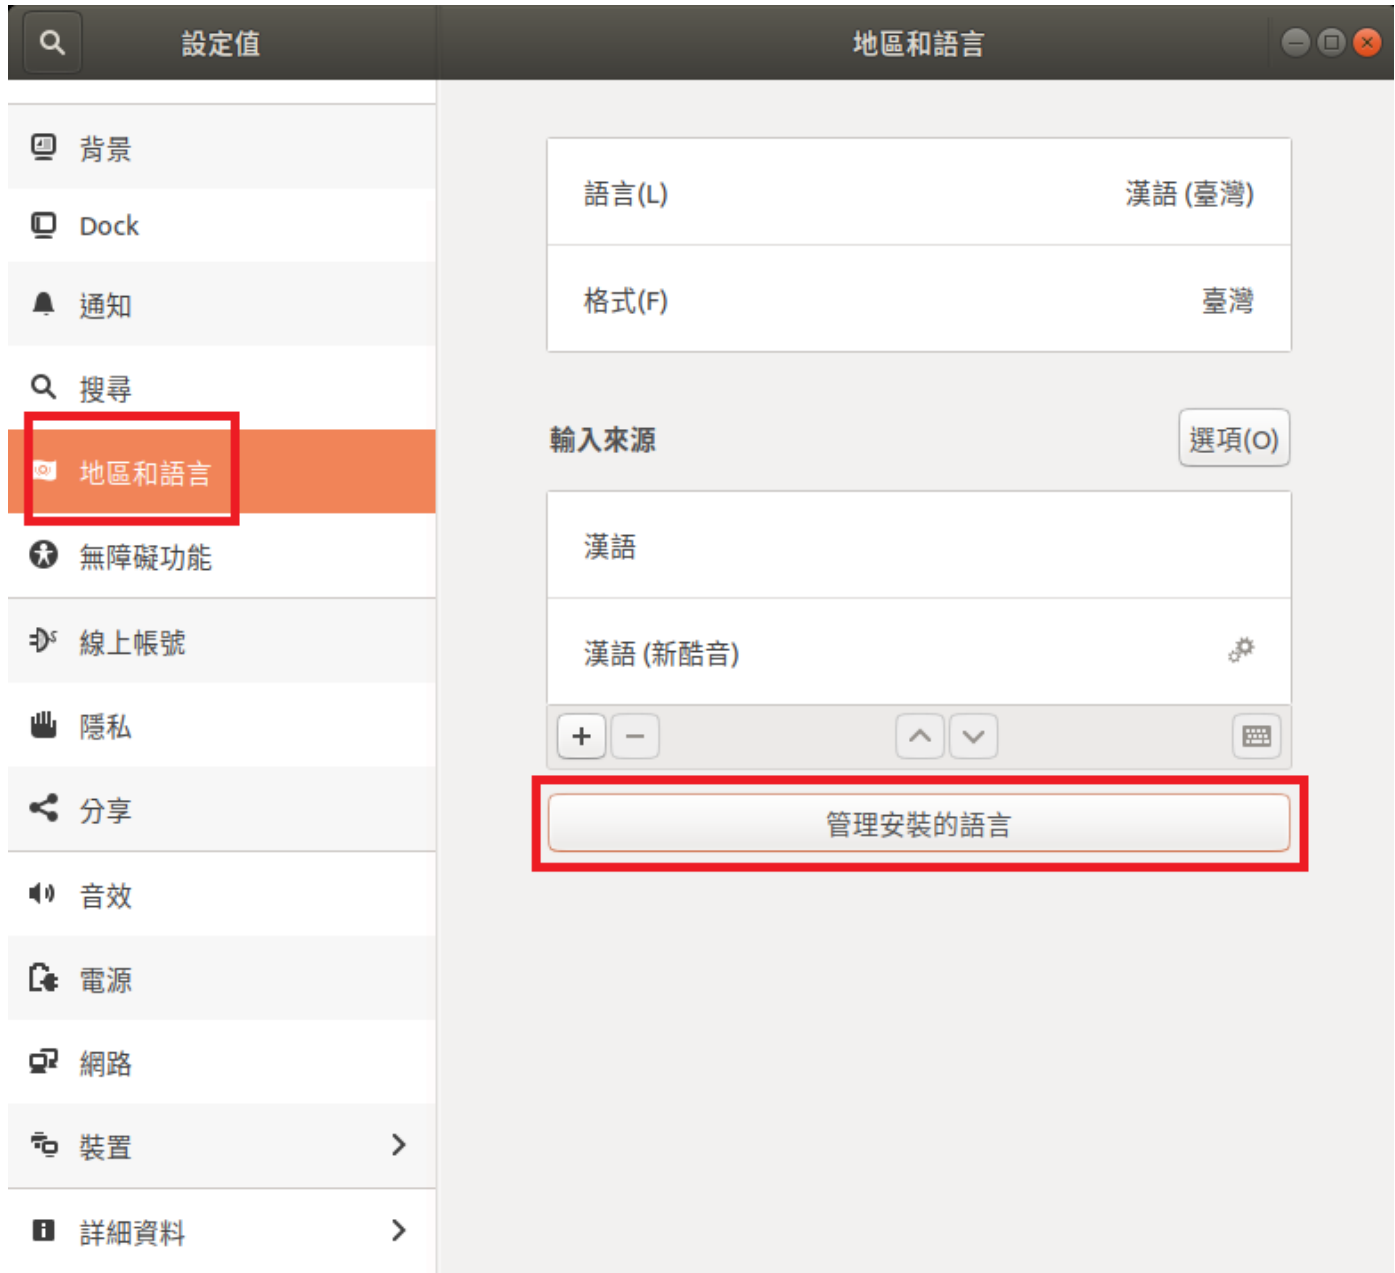 設定值
地區和語言
背景
Dock
通知
搜尋
地區和語言
無障礙功能
線上帳號
隱私
分享
音效
電源
網路
裝置
詳細資料
語言(L)
漢語 (臺灣)
格式(F)
臺灣
輸入來源
選項(O)
漢語
漢語 (新酷音)
管理安裝的語言